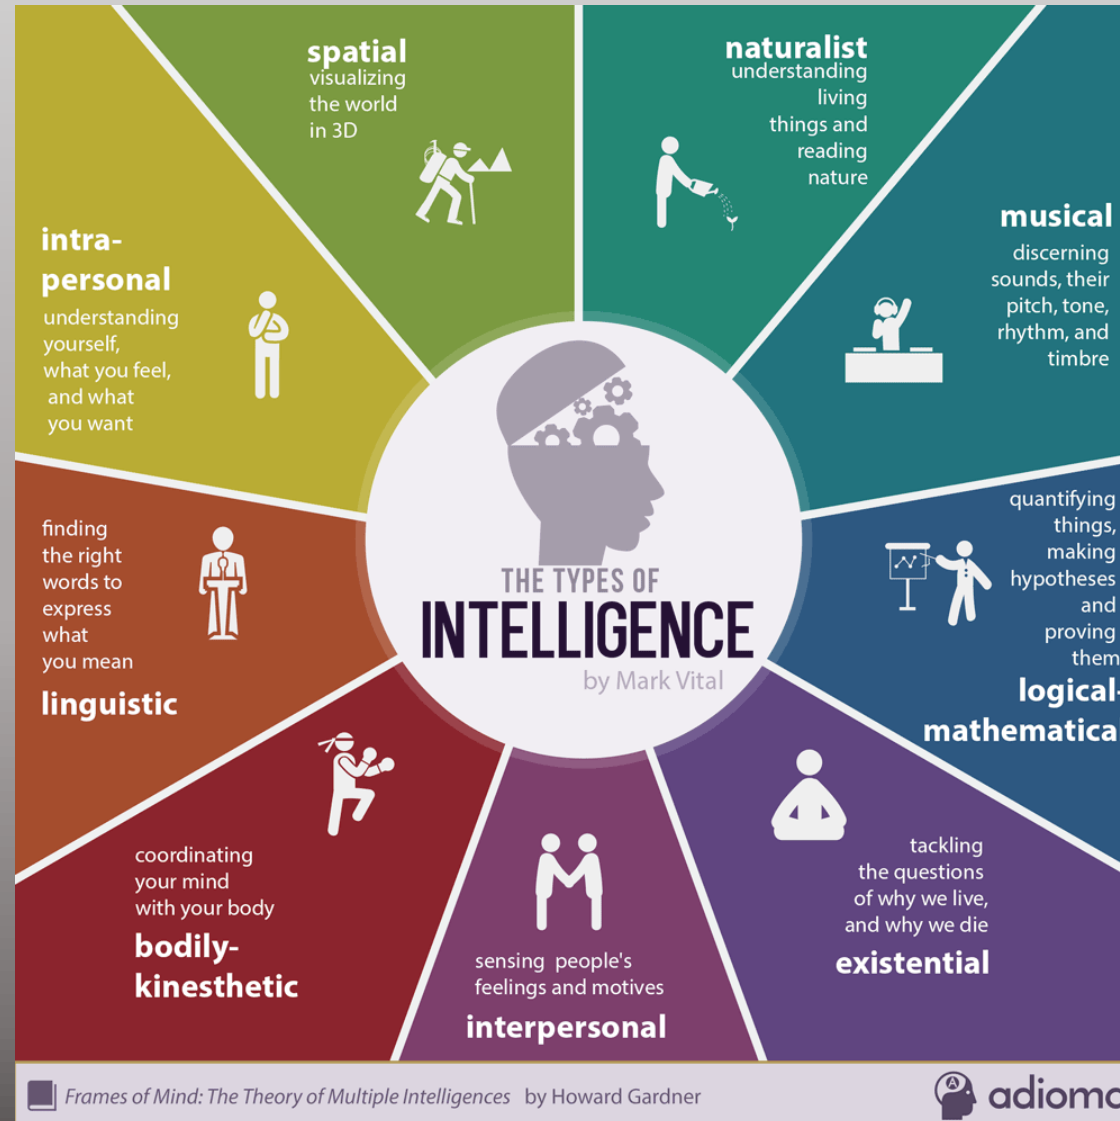 spatial
visualizing
the world
in 3D
naturalist
understanding
living
things and
reading
nature
musical
discerning
sounds, their
pitch, tone,
rhythm, and
timbre
quantifying
things,
making
hypotheses
and
proving
them
logical-
mathematica
tackling
the questions
of why we live,
and why we die
existential
sensing people's
feelings and motives
interpersonal
coordinating
your mind
with your body
bodily-
kinesthetic
finding
the right
words to
express
what
you mean
linguistic
intra-
personal
understanding
yourself,
what you feel,
and what
you want
THE TYPES OF
INTELLIGENCE
by Mark Vital
Frames of Mind: The Theory of Multiple Intelligences by Howard Gardner
A
adioma